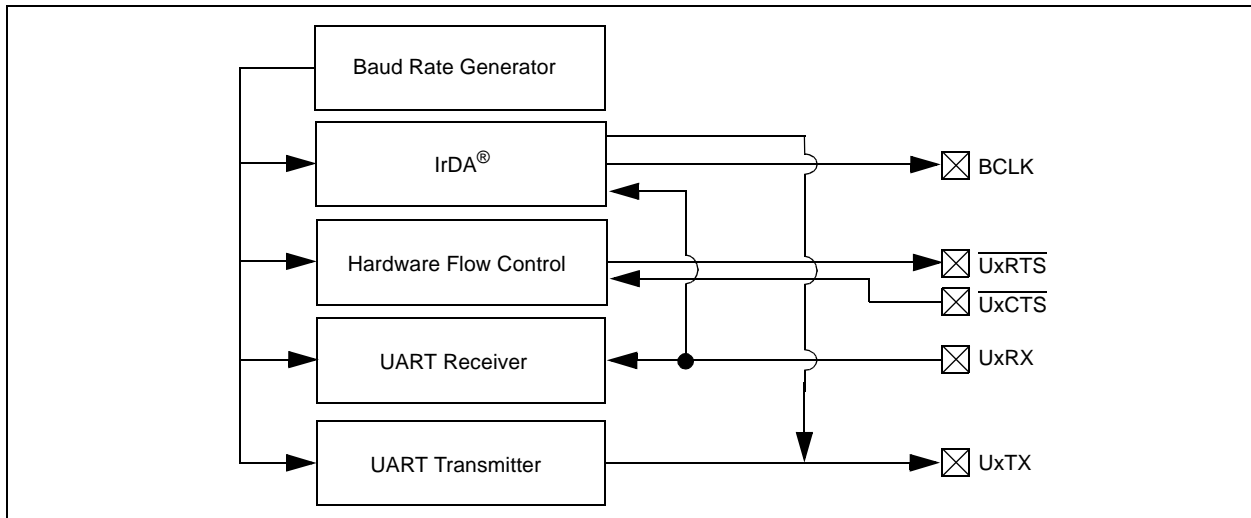 Baud Rate Generator
IrDA®
BCLK
Hardware Flow Control
UxRTS
UxCTS
UART Receiver
UxRX
UART Transmitter
UxTX